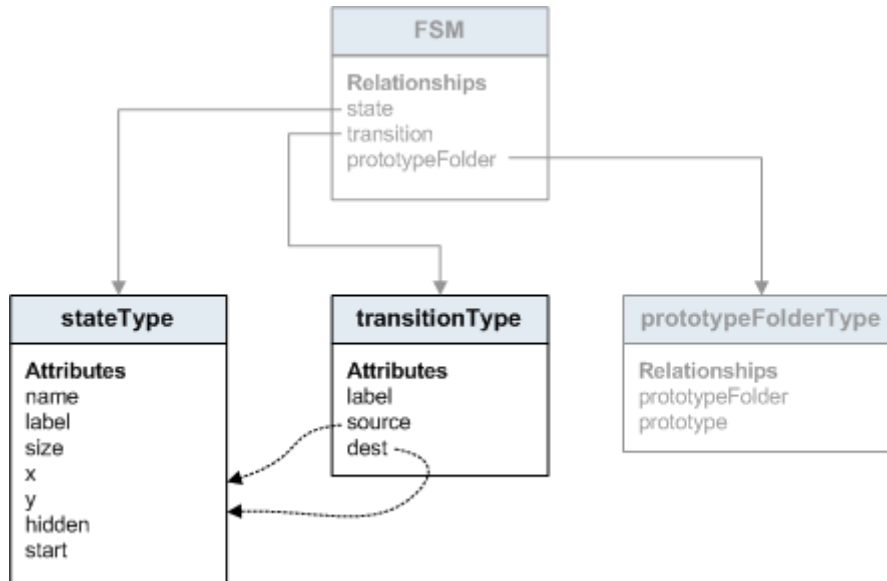 FSM
Relationships
state
transition
prototypeFolder
stateType
Attributes
name
label
size
x
y
hidden
start
transitionType
Attributes
label
source
dest
prototypeFolderType
Relationships
prototypeFolder
prototype